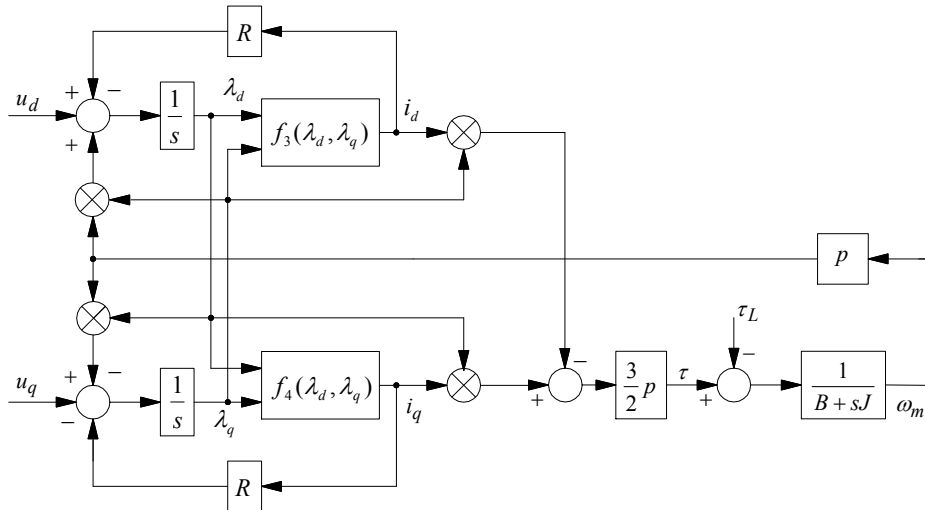 R
+ −
u_d
1/s
λ_d
f_3(λ_d, λ_q)
i_d
+
p
τ_L
+ −
u_q
−
1/s
λ_q
f_4(λ_d, λ_q)
i_q
−
+
3/2 p
τ
−
+
1/(B + sJ)
ω_m
R